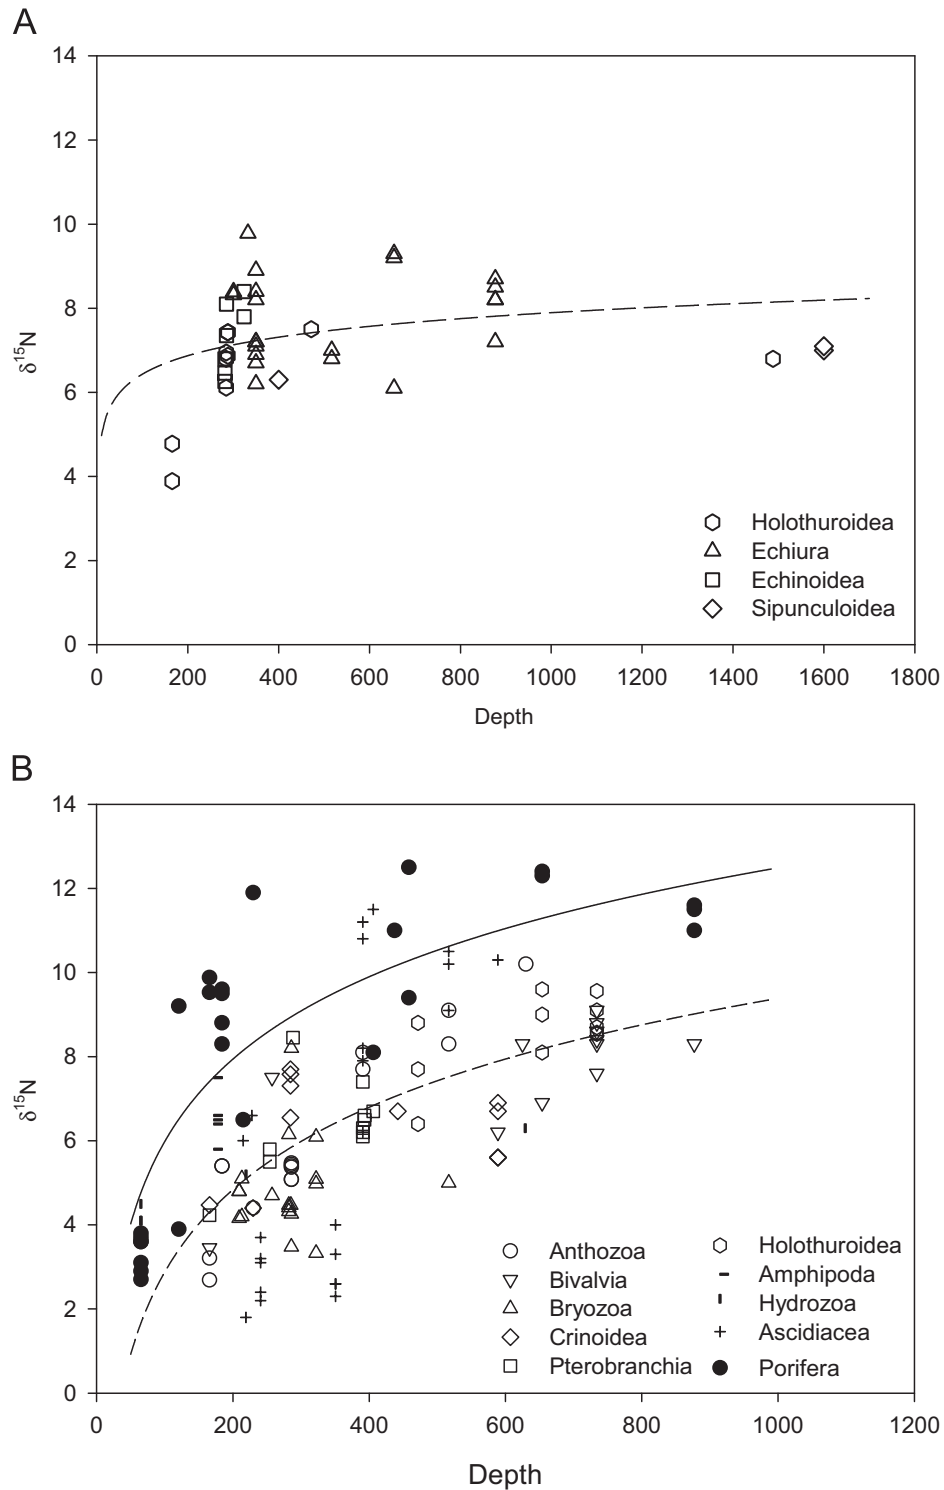 A
14
12
10
8
6
4
2
0
δ15N
0 200 400 600 800 1000 1200 1400 1600 1800
Depth
Holothuroidea
Echiura
Echinoidea
Sipunculoidea
B
14
12
10
8
6
4
2
0
δ15N
0 200 400 600 800 1000 1200
Depth
Anthozoa
Bivalvia
Bryozoa
Crinoidea
Pterobranchia
Holothuroidea
Amphipoda
Hydrozoa
Ascidiacea
Porifera